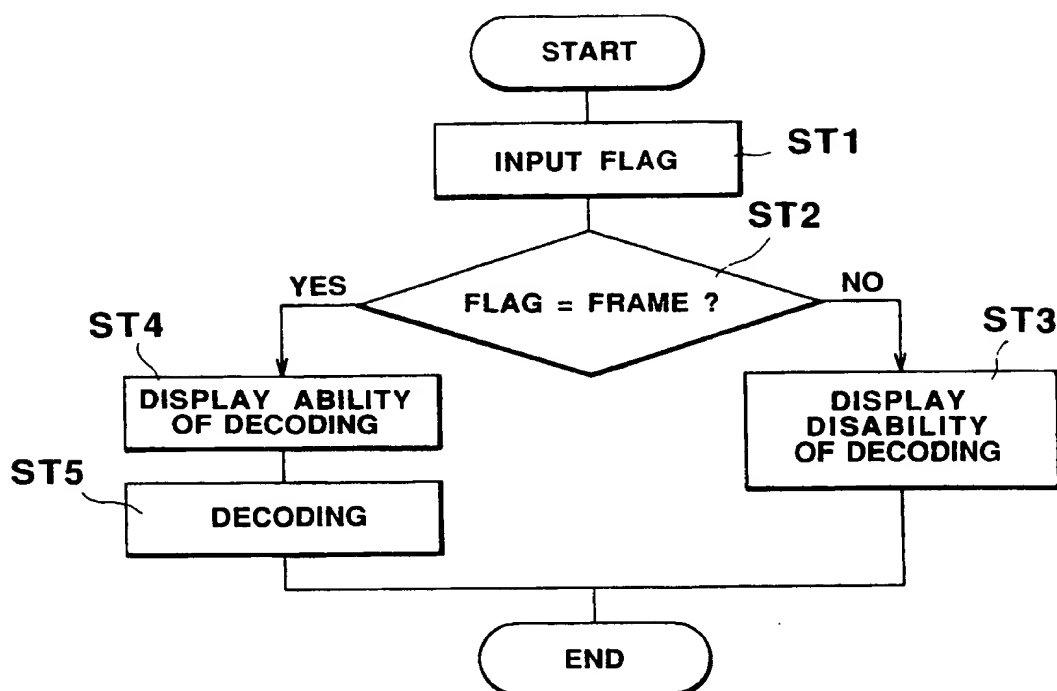 START
INPUT FLAG
ST1
ST2
FLAG = FRAME ?
YES
NO
ST4
DISPLAY ABILITY
OF DECODING
ST3
DISPLAY
DISABILITY
OF DECODING
ST5
DECODING
END